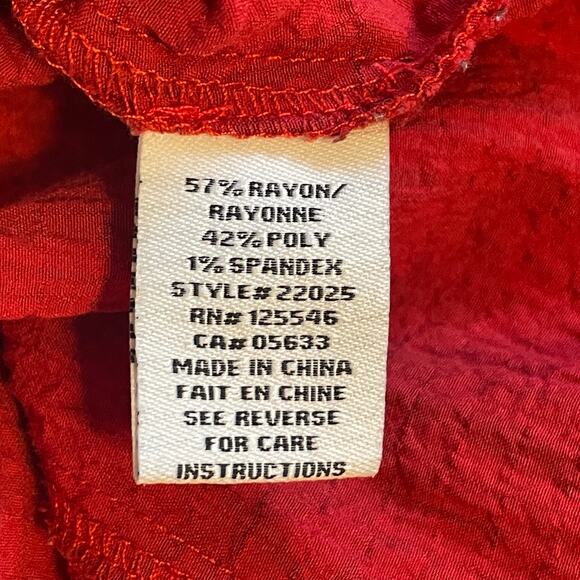 57% RAYON/
RAYONNE
42% POLY
1% SPANDEX
STYLE# 22025
RN# 125546
CA# 05633
MADE IN CHINA
FAIT EN CHINE
SEE REVERSE
FOR CARE
INSTRUCTIONS